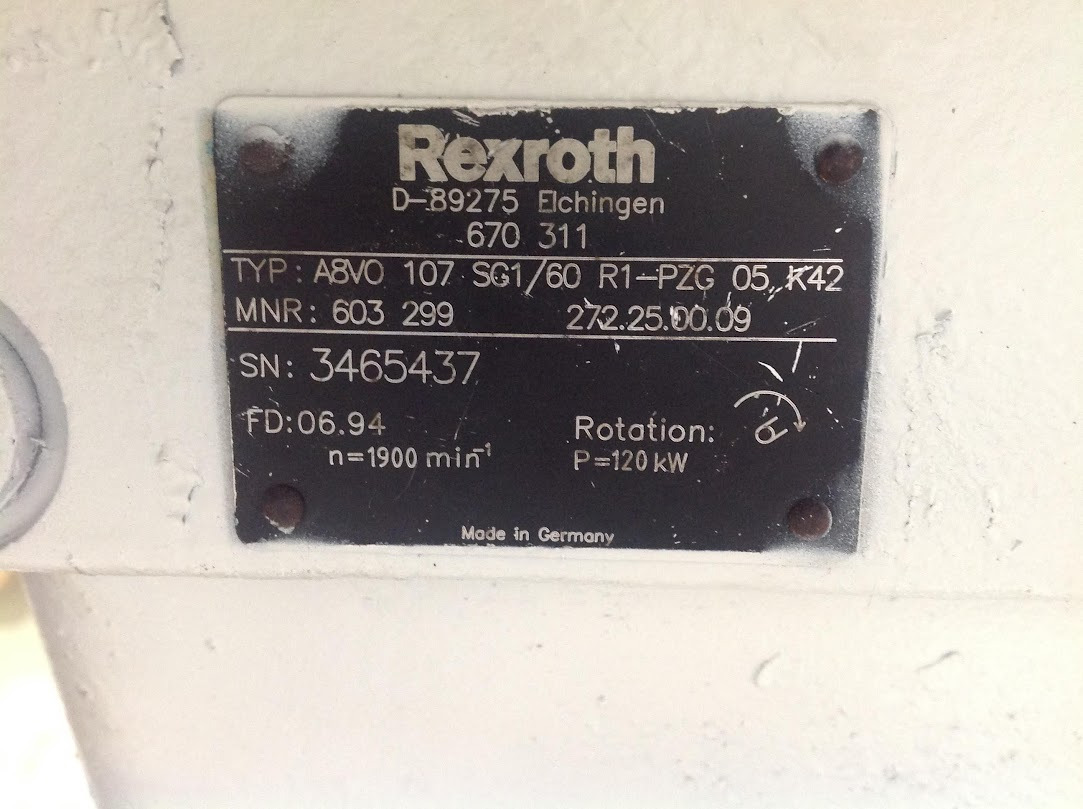 Rexroth
D-89275 Elchingen
670 311
TYP: A8VO 107 SG1/60 R1-PZG 05 K42
MNR: 603 299 272.25.00.09
SN: 3465437
FD: 06.94 Rotation:
n=1900 min⁻¹ P=120 kW
Made in Germany